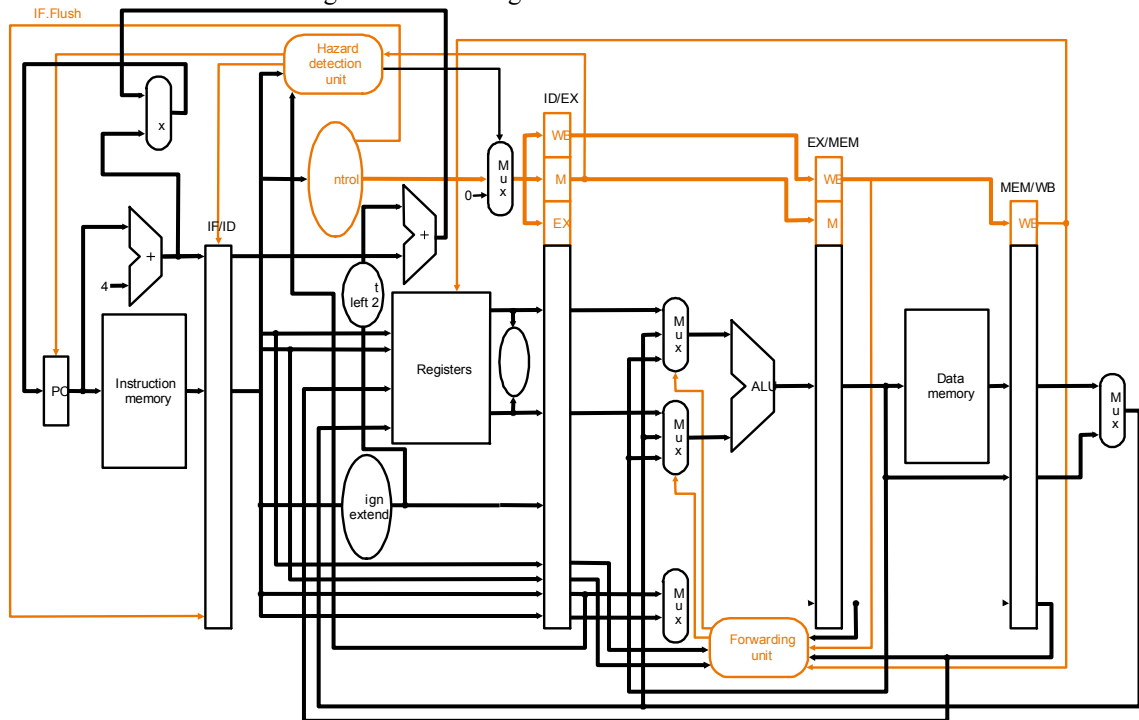 IF.Flush
Hazard
detection
unit
ID/EX
x
WB
EX/MEM
M
u
x
ntrol
M
WB
MEM/WB
0
EX
M
WB
IF/ID
+
+
4
t
left 2
M
u
x
PC
Instruction
memory
Registers
ALU
Data
memory
M
u
x
M
u
x
ign
extend
M
u
x
Forwarding
unit